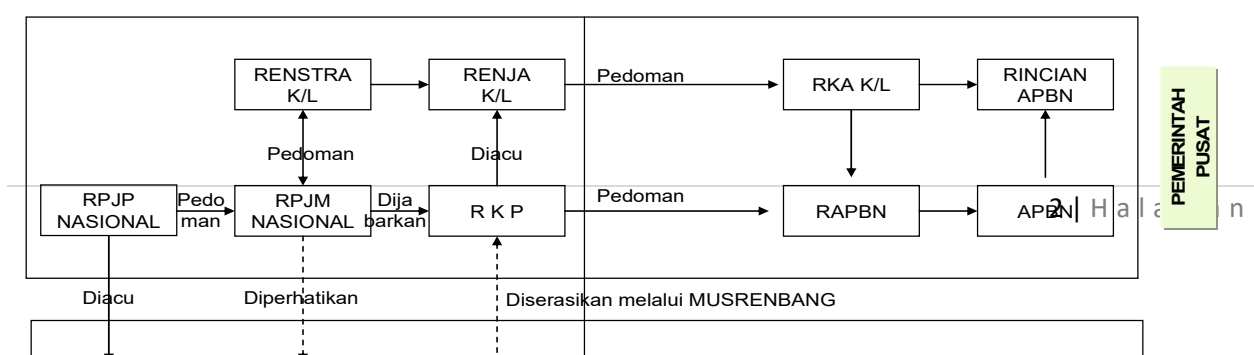 RENSTRA
K/L
RENJA
K/L
Pedoman
RKA K/L
RINCIAN
APBN
PEMERINTAH
PUSAT
Pedoman
Diacu
RPJP
NASIONAL
Pedo
man
RPJM
NASIONAL
Dija
barkan
R K P
Pedoman
RAPBN
APBN
2 | H a l a n
Diacu
Diperhatikan
Diserasikan melalui MUSRENBANG